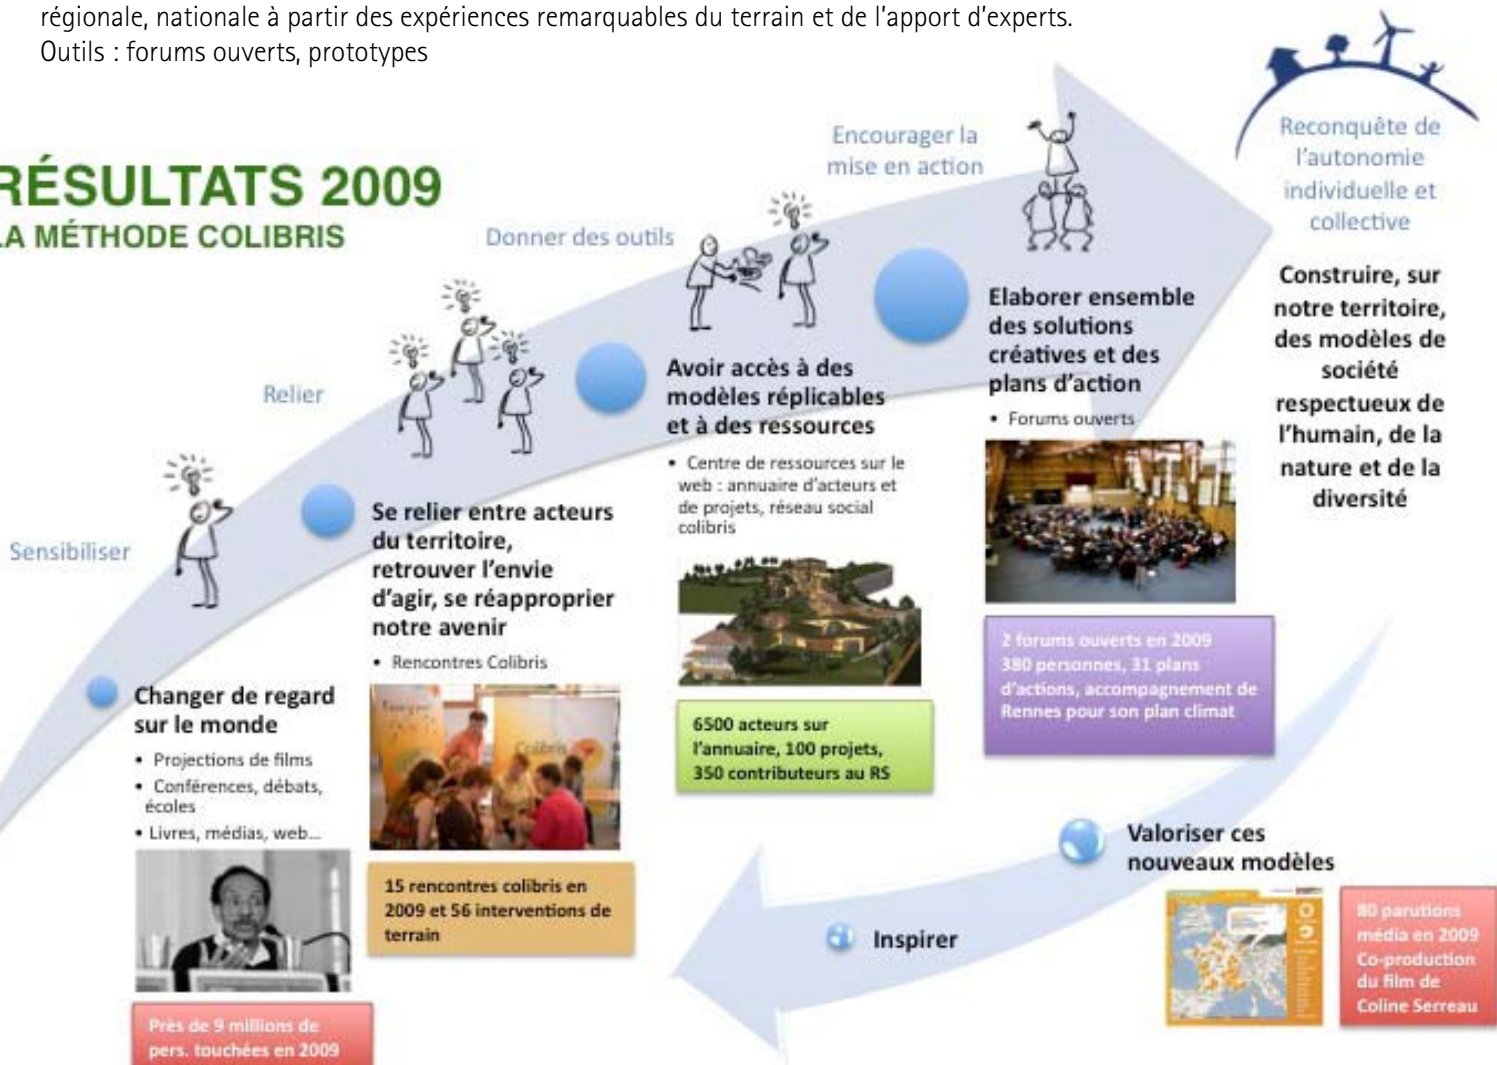 régionale, nationale à partir des expériences remarquables du terrain et de l'apport d'experts.
Outils : forums ouverts, prototypes
RÉSULTATS 2009
LA MÉTHODE COLIBRIS
Sensibiliser
Relier
Donner des outils
Encourager la
mise en action
Reconquête de
l'autonomie
individuelle et
collective
Construire, sur
notre territoire,
des modèles de
société
respectueux de
l'humain, de la
nature et de la
diversité
Changer de regard
sur le monde
• Projections de films
• Conférences, débats,
écoles
• Livres, médias, web...
Près de 9 millions de
pers. touchées en 2009
Se relier entre acteurs
du territoire,
retrouver l'envie
d'agir, se réapproprier
notre avenir
• Rencontres Colibris
Colibris
15 rencontres colibris en
2009 et 56 interventions de
terrain
Avoir accès à des
modèles réplicables
et à des ressources
• Centre de ressources sur le
web : annuaire d'acteurs et
de projets, réseau social
colibris
6500 acteurs sur
l'annuaire, 100 projets,
350 contributeurs au RS
Elaborer ensemble
des solutions
créatives et des
plans d'action
• Forums ouverts
2 forums ouverts en 2009
380 personnes, 31 plans
d'actions, accompagnement de
Rennes pour son plan climat
Valoriser ces
nouveaux modèles
80 parutions
média en 2009
Co-production
du film de
Coline Serreau
Inspirer